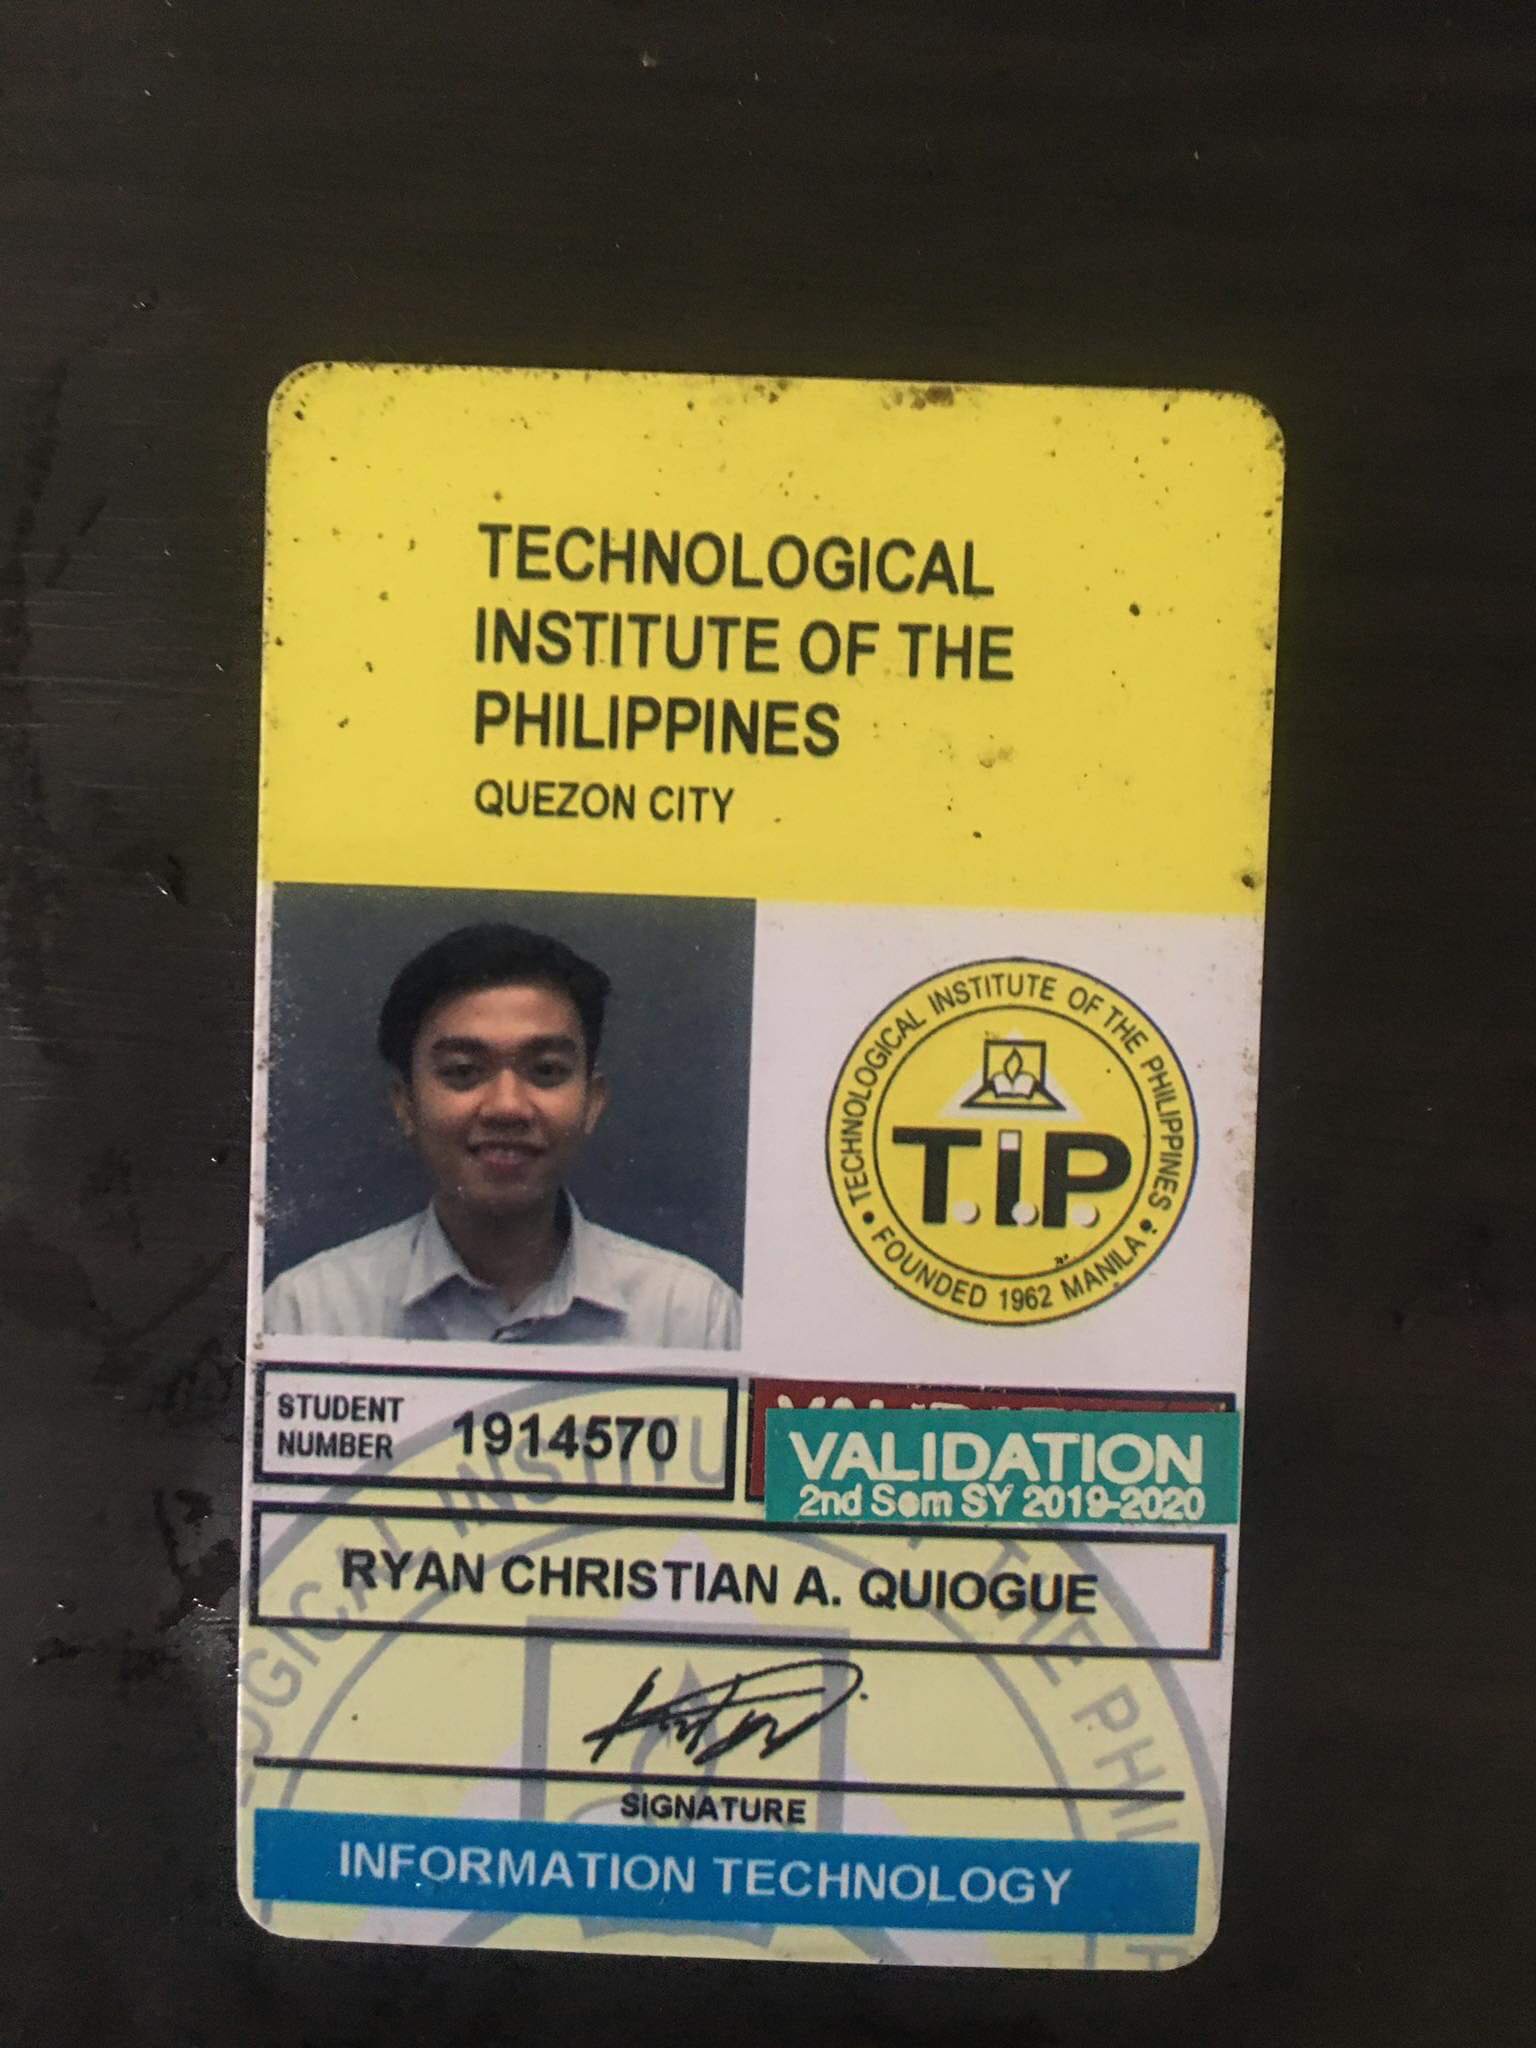 TECHNOLOGICAL
INSTITUTE OF THE
PHILIPPINES
QUEZON CITY
TECHNOLOGICAL INSTITUTE OF THE PHILIPPINES
T.I.P.
FOUNDED 1962 MANILA
STUDENT
NUMBER
1914570
VALIDATION
2nd Sem SY 2019-2020
RYAN CHRISTIAN A. QUIOGUE
SIGNATURE
INFORMATION TECHNOLOGY